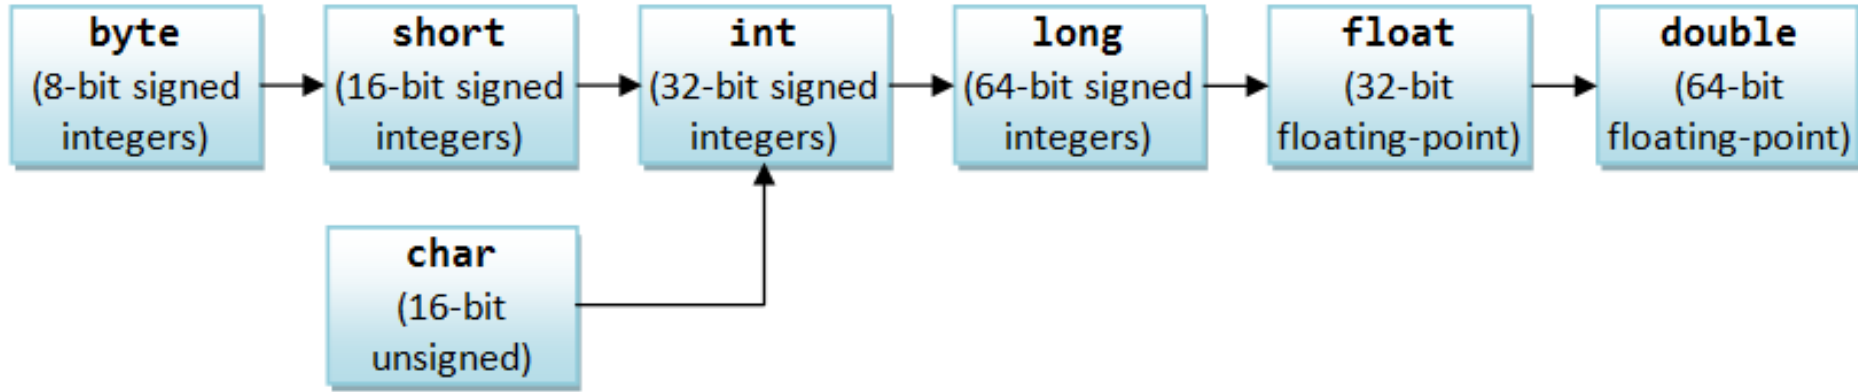 byte
(8-bit signed
integers)
short
(16-bit signed
integers)
int
(32-bit signed
integers)
long
(64-bit signed
integers)
float
(32-bit
floating-point)
double
(64-bit
floating-point)
char
(16-bit
unsigned)